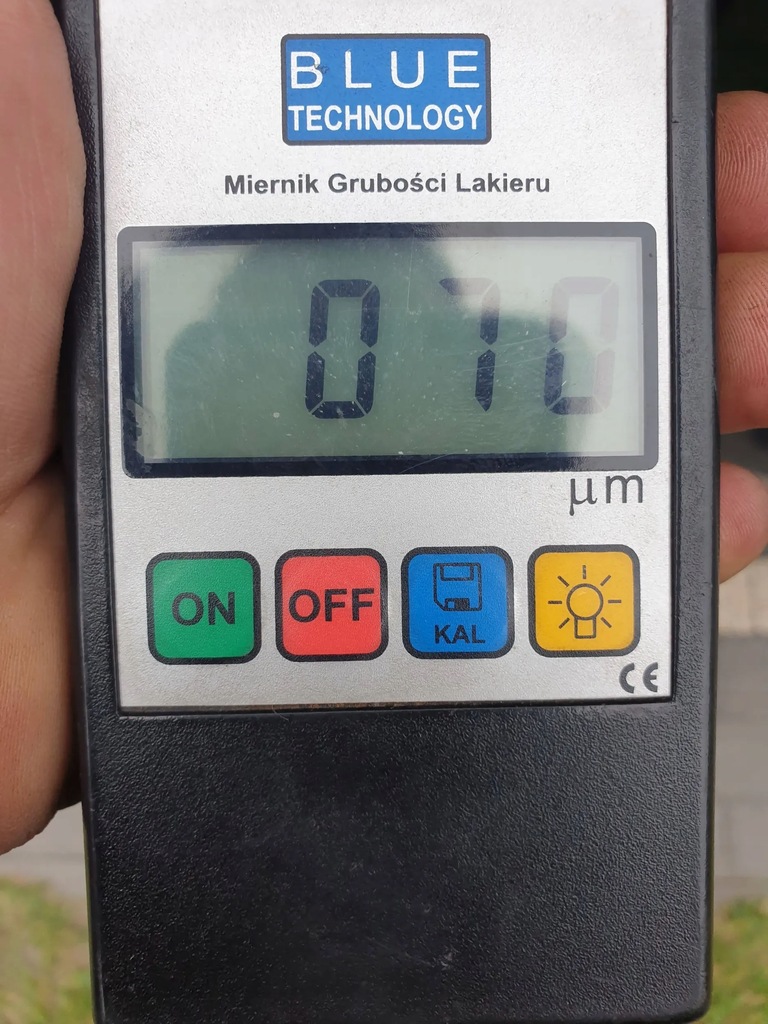 BLUE
TECHNOLOGY
Miernik Grubości Lakieru
070
μm
ON
OFF
KAL
CE